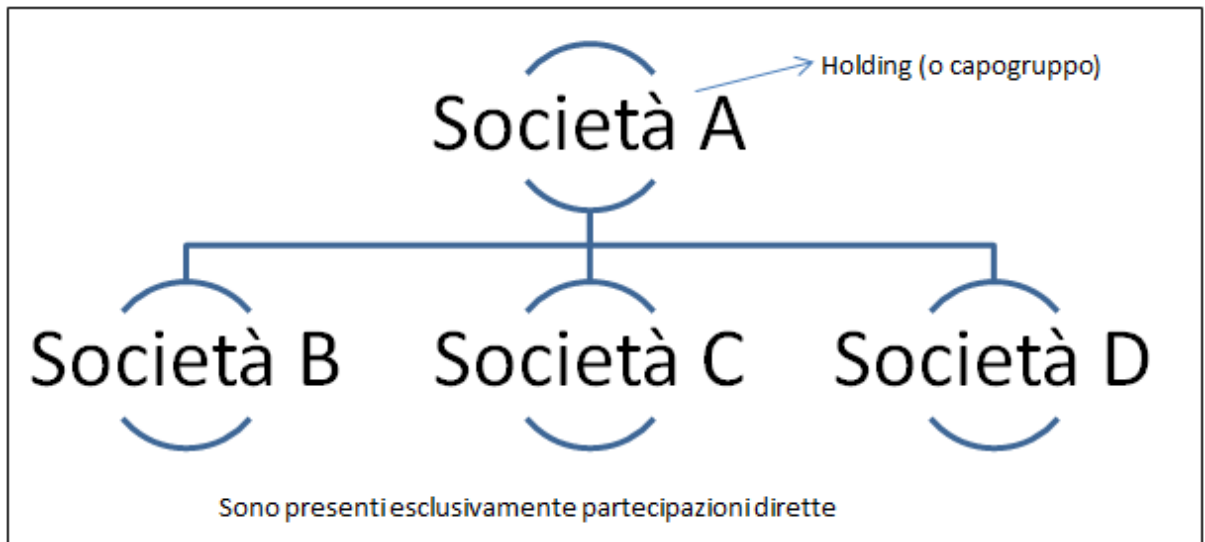 Holding (o capogruppo)
Società A
Società B
Società C
Società D
Sono presenti esclusivamente partecipazioni dirette